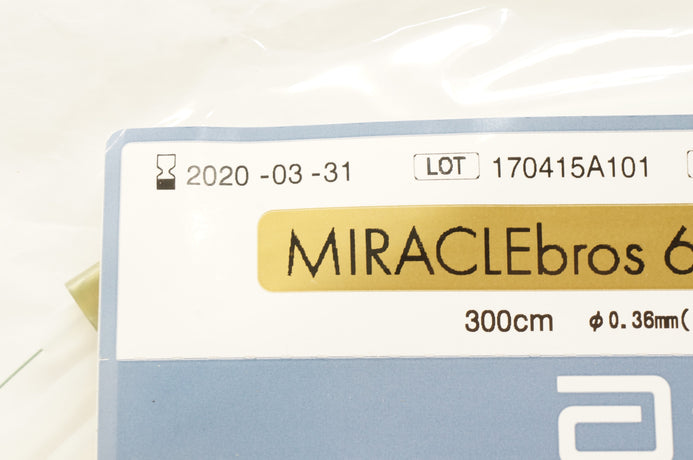 2020 -03 -31 LOT 170415A101
MIRACLEbros 6
300cm φ0.36mm(